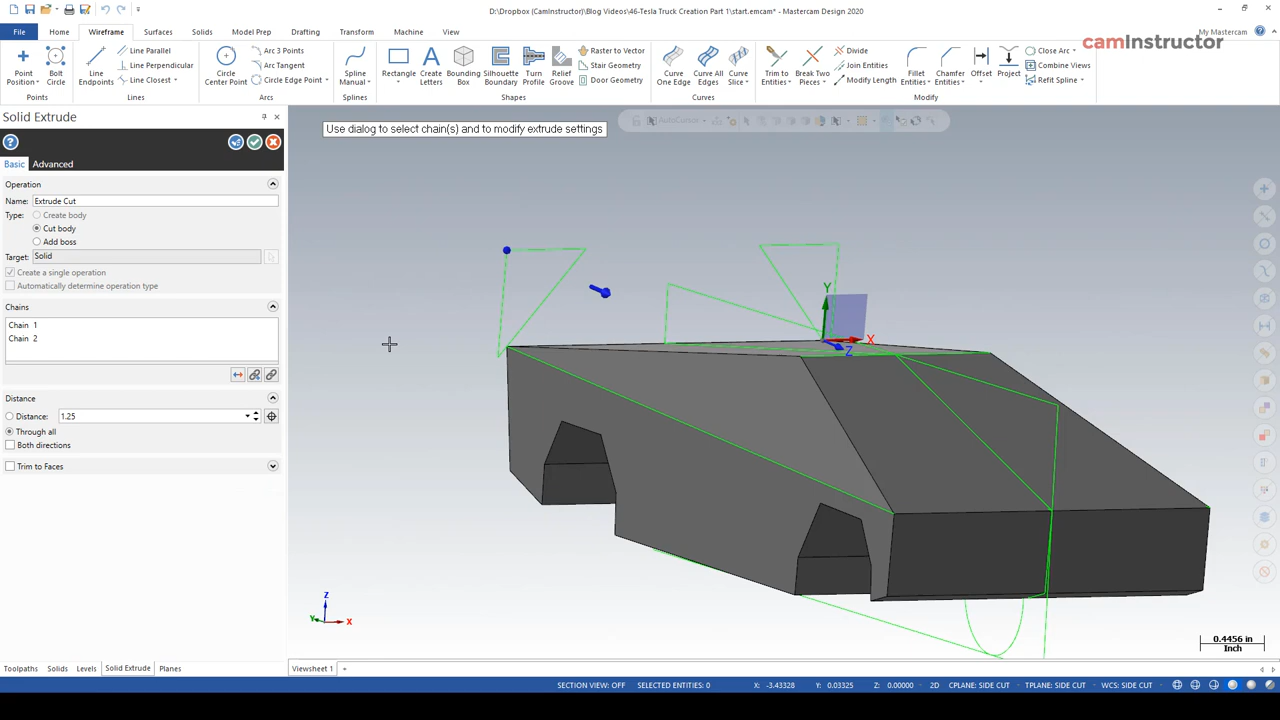 D:\Dropbox (CamInstructor)\Blog Videos\46-Tesla Truck Creation Part 1\start.emcam* - Mastercam Design 2020
File Home Wireframe Surfaces Solids Model Prep Drafting Transform Machine View My Mastercam
camInstructor
Point Position Bolt Circle
Points
Line Endpoints Line Parallel Line Perpendicular Line Closest
Lines
Circle Center Point Arc 3 Points Arc Tangent Circle Edge Point
Arcs
Spline Manual
Splines
Rectangle Create Letters Bounding Box Silhouette Boundary Turn Profile Relief Groove Raster to Vector Stair Geometry Door Geometry
Shapes
Curve One Edge Curve All Edges Curve Slice
Curves
Trim to Entities Break Two Pieces Divide Join Entities Modify Length Fillet Entities Chamfer Entities Offset Project Close Arc Combine Views Refit Spline
Modify
Solid Extrude
Use dialog to select chain(s) and to modify extrude settings
AutoCursor
Basic Advanced
Operation
Name: Extrude Cut
Type: Create body
Cut body
Add boss
Target: Solid
Create a single operation
Automatically determine operation type
Chains
Chain 1
Chain 2
Distance
Distance: 1.25
Through all
Both directions
Trim to Faces
Y
X
Z
Z
Y X
0.4456 in
Inch
Toolpaths Solids Levels Solid Extrude Planes
Viewsheet 1 +
SECTION VIEW: OFF SELECTED ENTITIES: 0 X: -3.43328 Y: 0.03325 Z: 0.00000 2D CPLANE: SIDE CUT TPLANE: SIDE CUT WCS: SIDE CUT